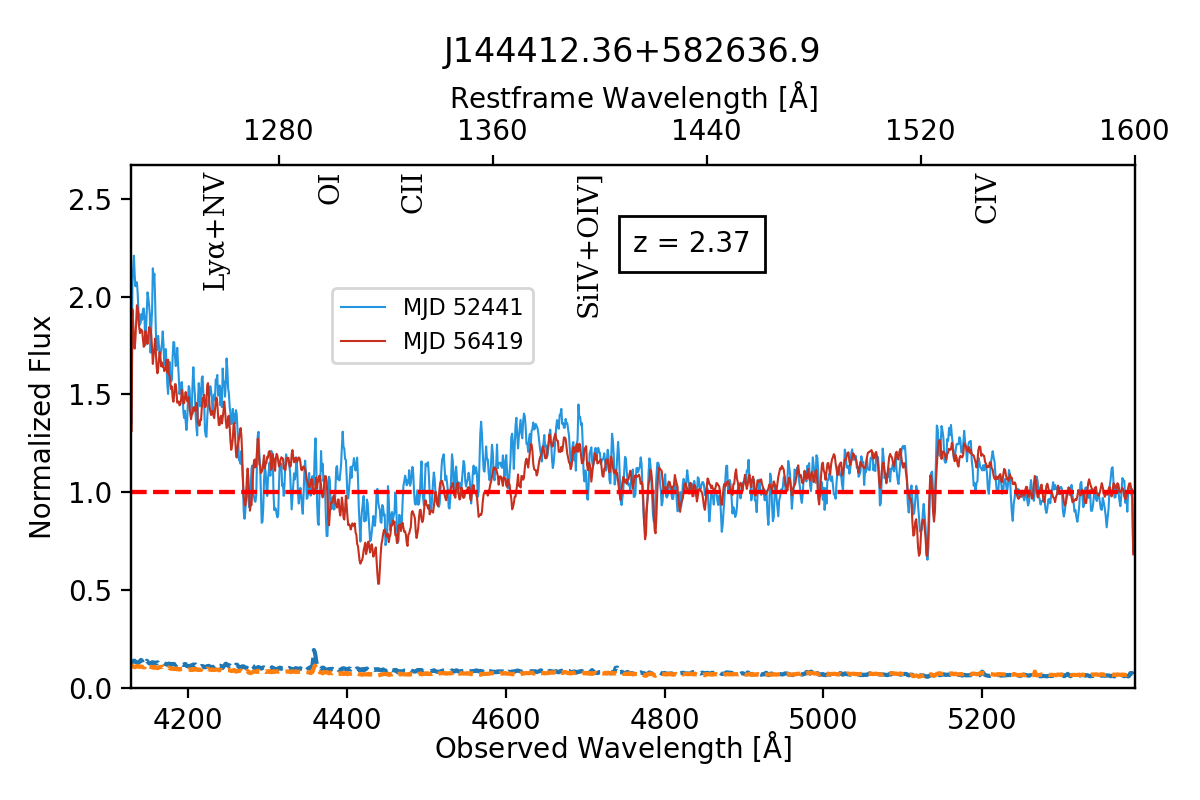 J144412.36+582636.9
Restframe Wavelength [Å]
1280 1360 1440 1520 1600
Lyα+NV
OI
CII
SiIV+OIV]
CIV
z = 2.37
MJD 52441
MJD 56419
Normalized Flux
2.5
2.0
1.5
1.0
0.5
0.0
4200 4400 4600 4800 5000 5200
Observed Wavelength [Å]